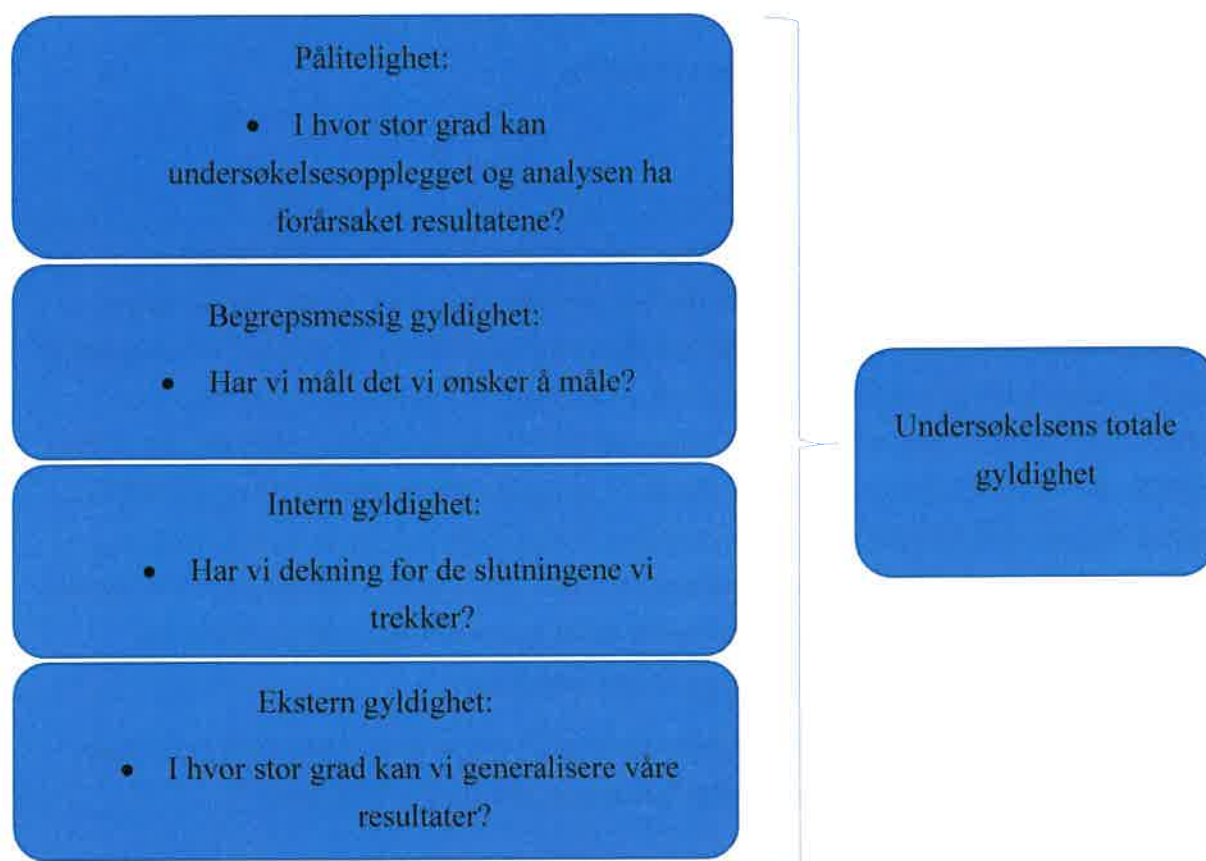 Pålitelighet:
• I hvor stor grad kan
undersøkelsesopplegget og analysen ha
forårsaket resultatene?
Begrepsmessig gyldighet:
• Har vi målt det vi ønsker å måle?
Intern gyldighet:
• Har vi dekning for de slutningene vi
trekker?
Ekstern gyldighet:
• I hvor stor grad kan vi generalisere våre
resultater?
Undersøkelsens totale
gyldighet